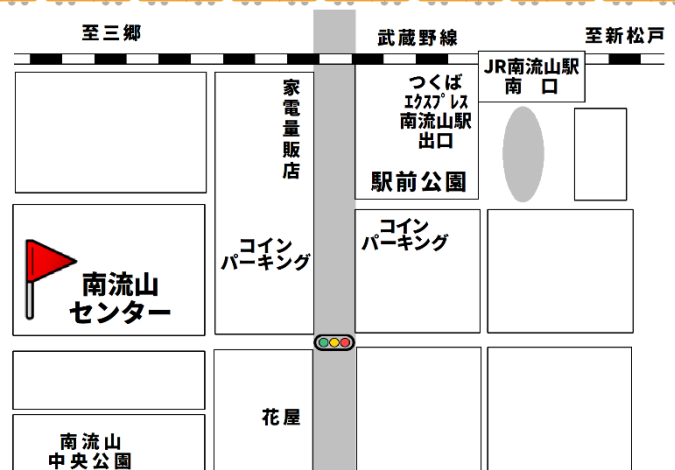 至三郷
武蔵野線
至新松戸
JR南流山駅
南　口
家電量販店
つくば
エクスプレス
南流山駅
出口
駅前公園
コイン
パーキング
コイン
パーキング
南流山
センター
花屋
南流山
中央公園